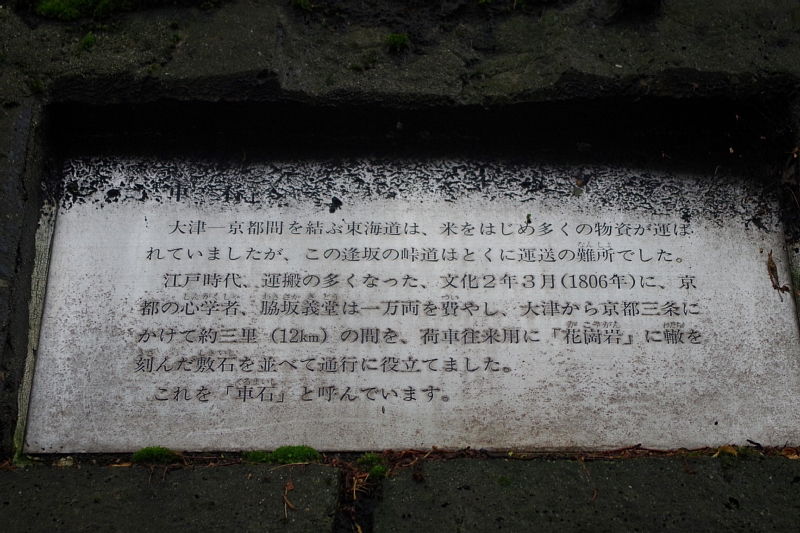 車石
大津―京都間を結ぶ東海道は、米をはじめ多くの物資が運ば
れていましたが、この逢坂の峠道はとくに運送の難所でした。
江戸時代、運搬の多くなった、文化2年3月(1806年)に、京
都の心学者、脇坂義堂は一万両を費やし、大津から京都三条に
かけて約三里(12km)の間を、荷車往来用に『花崗岩』に轍を
刻んだ敷石を並べて通行に役立てました。
これを「車石」と呼んでいます。